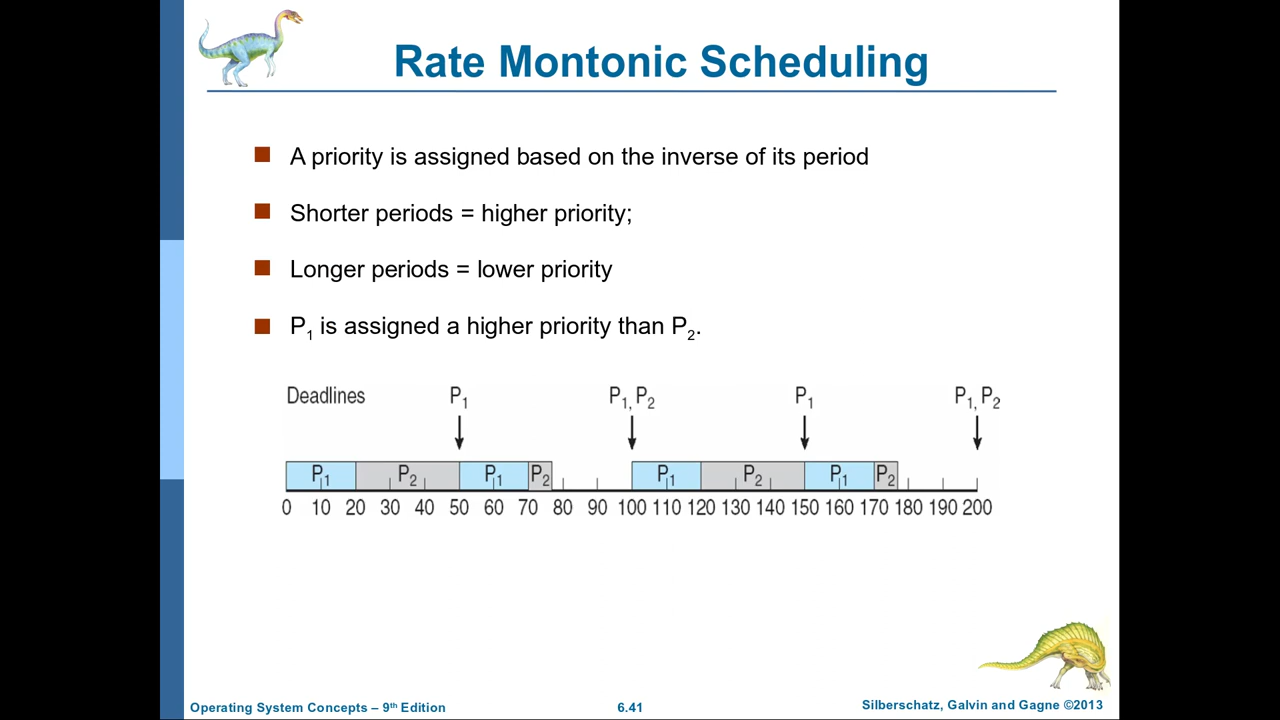 Rate Montonic Scheduling
A priority is assigned based on the inverse of its period
Shorter periods = higher priority;
Longer periods = lower priority
P1 is assigned a higher priority than P2.
Deadlines P1 P1, P2 P1 P1, P2
P1 P2 P1 P2 P1 P2 P1 P2
0 10 20 30 40 50 60 70 80 90 100 110 120 130 140 150 160 170 180 190 200
Operating System Concepts – 9th Edition 6.41 Silberschatz, Galvin and Gagne ©2013